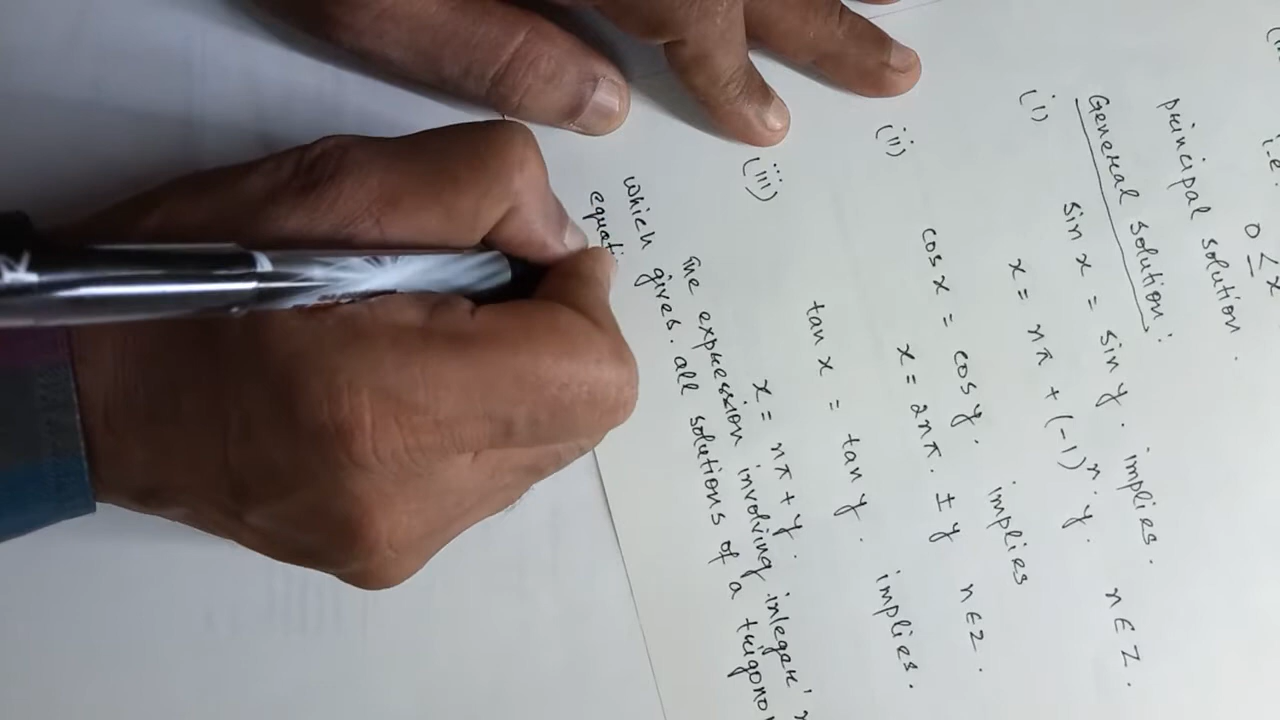 i.e. 0 ≤ x
principal solution.
General solution:
(i) sin x = sin y. implies.
x = nπ + (-1)ⁿ. y. n ∈ Z.
(ii) cos x = cos y. implies
x = 2nπ. ± y n ∈ Z.
(iii) tan x = tan y. implies.
x = nπ + y.
The expression involving integer 'n
which gives. all solutions of a trigono
equati